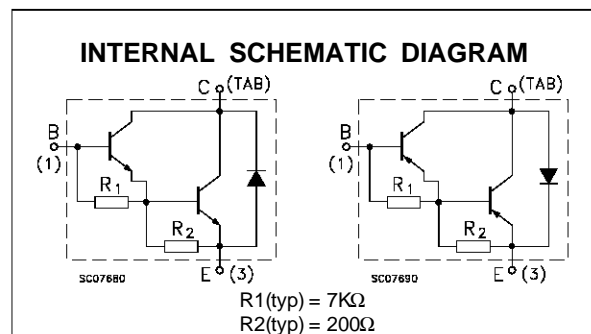 INTERNAL SCHEMATIC DIAGRAM
C (TAB)
C (TAB)
B
(1)
R1
R2
SC07680
E (3)
B
(1)
R1
R2
SC07690
E (3)
R1(typ) = 7KΩ
R2(typ) = 200Ω